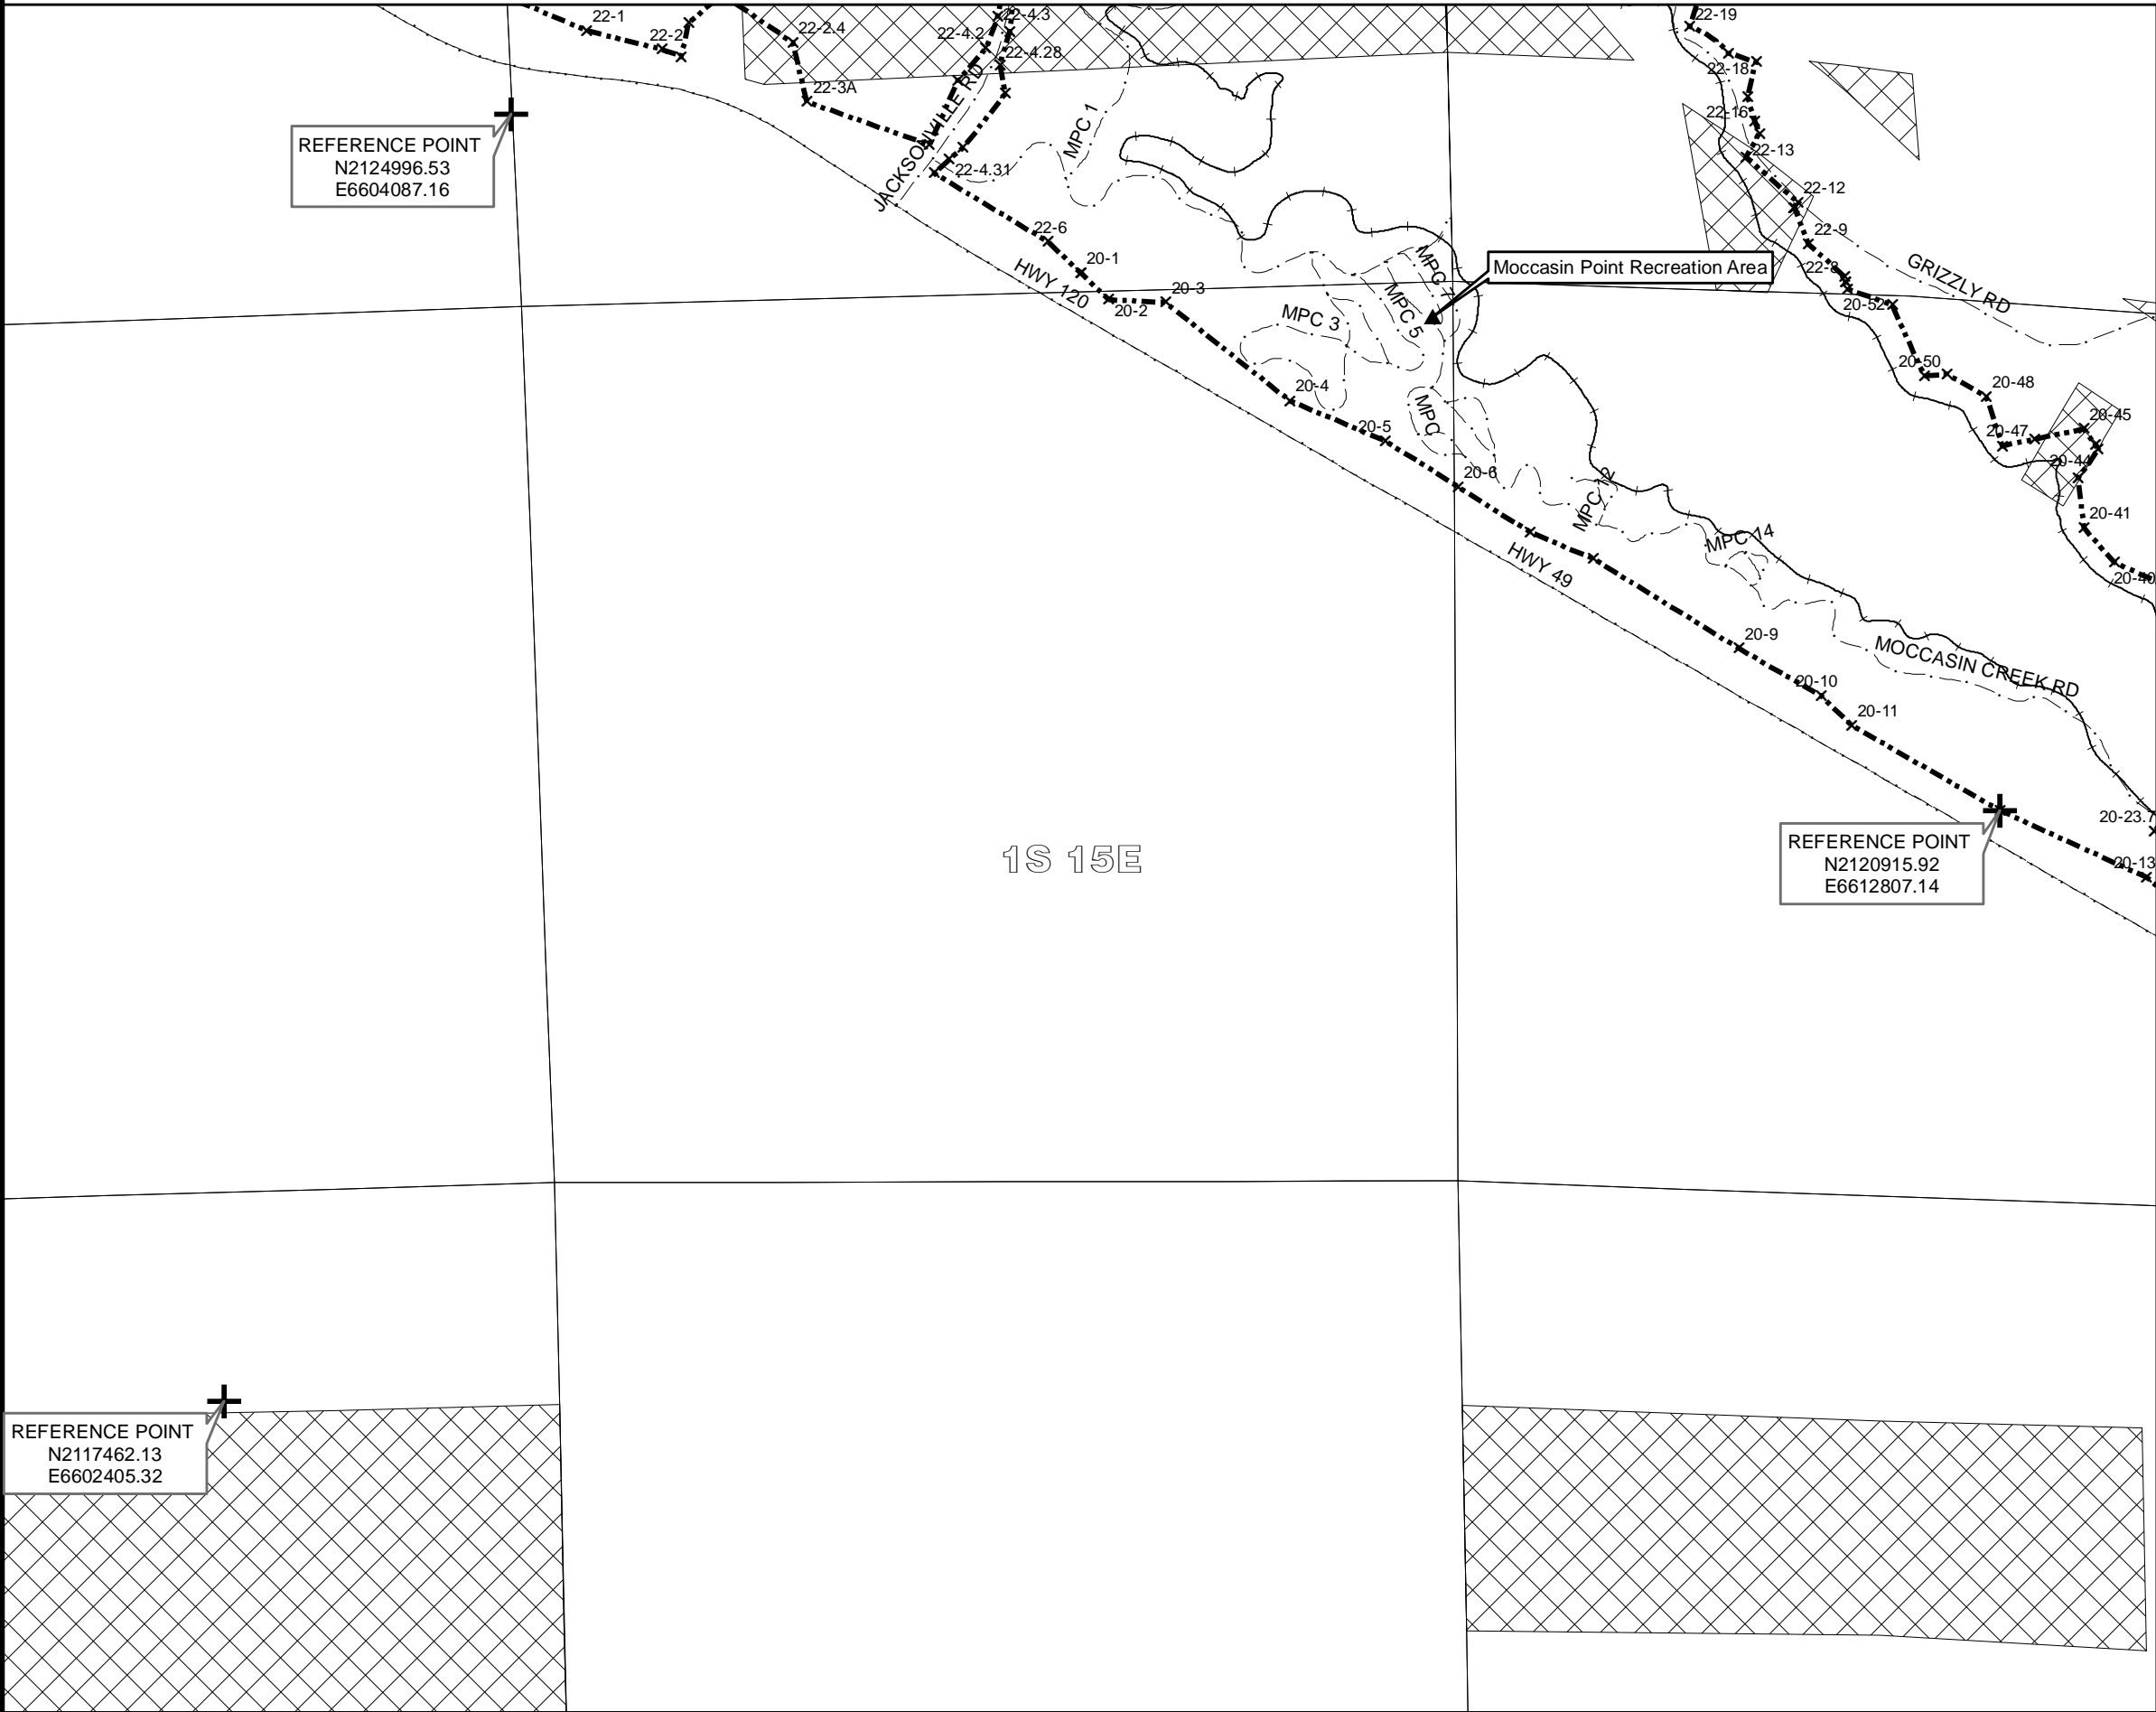 22-1
22-2
22-2.4
22-4.3
22-4.2
22-4.28
22-3A
22-19
22-18
22-16
22-13
22-12
22-9
22-8
REFERENCE POINT
N2124996.53
E6604087.16
JACKSONVILLE RD
MPC 1
22-4.31
22-6
20-1
20-2
20-3
HWY 120
MPC 3
MPC 5
MPC 7
Moccasin Point Recreation Area
GRIZZLY RD
20-52
20-50
20-48
20-47
20-45
20-44
20-41
20-40
20-4
20-5
20-6
MPC
MPC 12
MPC 14
HWY 49
20-9
20-10
20-11
MOCCASIN CREEK RD
20-23.7
20-13
REFERENCE POINT
N2120915.92
E6612807.14
1S 15E
REFERENCE POINT
N2117462.13
E6602405.32